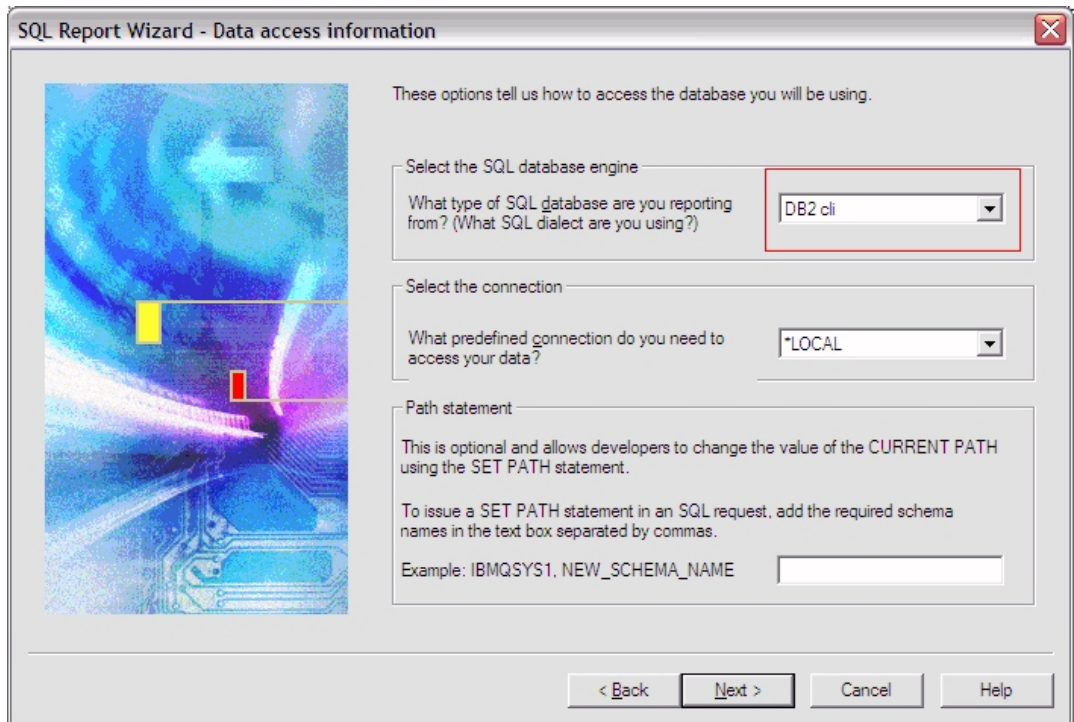 SQL Report Wizard - Data access information
These options tell us how to access the database you will be using.
Select the SQL database engine
What type of SQL database are you reporting
from? (What SQL dialect are you using?)
DB2 cli
Select the connection
What predefined connection do you need to
access your data?
*LOCAL
Path statement
This is optional and allows developers to change the value of the CURRENT PATH
using the SET PATH statement.
To issue a SET PATH statement in an SQL request, add the required schema
names in the text box separated by commas.
Example: IBMQSYS1, NEW_SCHEMA_NAME
< Back
Next >
Cancel
Help